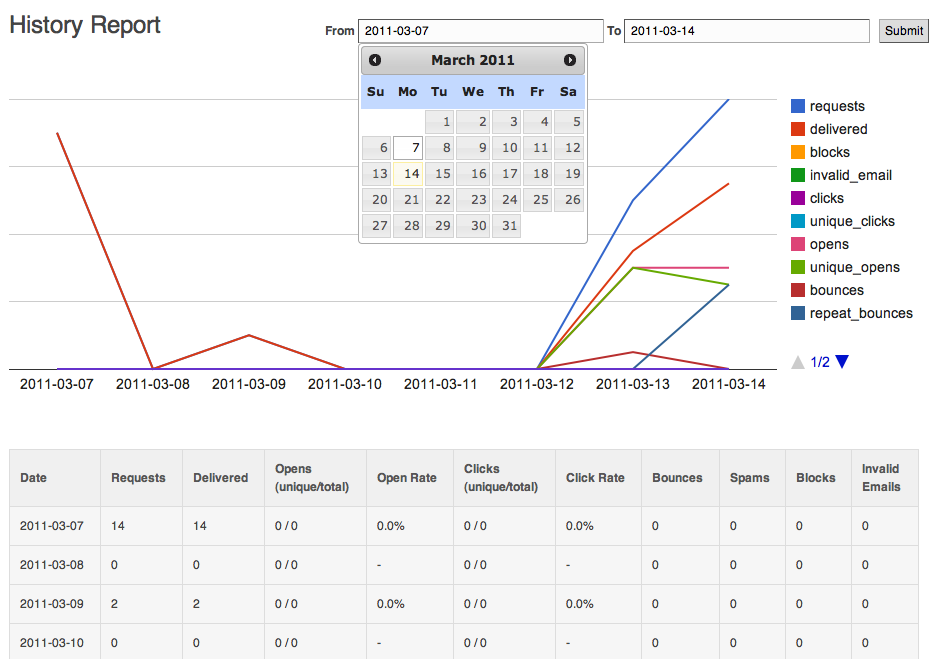 History Report
From 2011-03-07 To 2011-03-14 Submit
March 2011
Su Mo Tu We Th Fr Sa
1 2 3 4 5
6 7 8 9 10 11 12
13 14 15 16 17 18 19
20 21 22 23 24 25 26
27 28 29 30 31
requests
delivered
blocks
invalid_email
clicks
unique_clicks
opens
unique_opens
bounces
repeat_bounces
1/2
2011-03-07 2011-03-08 2011-03-09 2011-03-10 2011-03-11 2011-03-12 2011-03-13 2011-03-14
Date Requests Delivered Opens (unique/total) Open Rate Clicks (unique/total) Click Rate Bounces Spams Blocks Invalid Emails
2011-03-07 14 14 0 / 0 0.0% 0 / 0 0.0% 0 0 0 0
2011-03-08 0 0 0 / 0 - 0 / 0 - 0 0 0 0
2011-03-09 2 2 0 / 0 0.0% 0 / 0 0.0% 0 0 0 0
2011-03-10 0 0 0 / 0 - 0 / 0 - 0 0 0 0